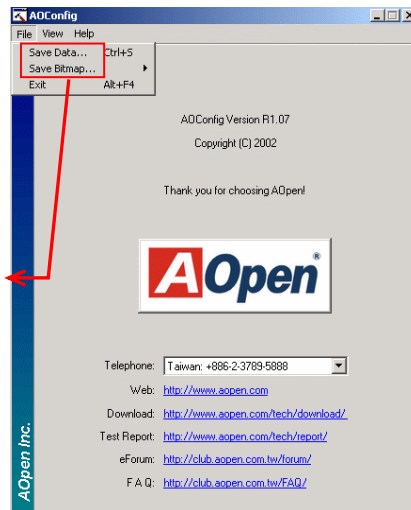 AOConfig
File View Help
Save Data... Ctrl+S
Save Bitmap...
Exit Alt+F4
AOConfig Version R1.07
Copyright (C) 2002
Thank you for choosing AOpen!
AOpen®
Telephone: Taiwan: +886-2-3789-5888
Web: http://www.aopen.com
Download: http://www.aopen.com/tech/download/
Test Report: http://www.aopen.com/tech/report/
eForum: http://club.aopen.com.tw/forum/
F A Q: http://club.aopen.com.tw/FAQ/
AOpen Inc.